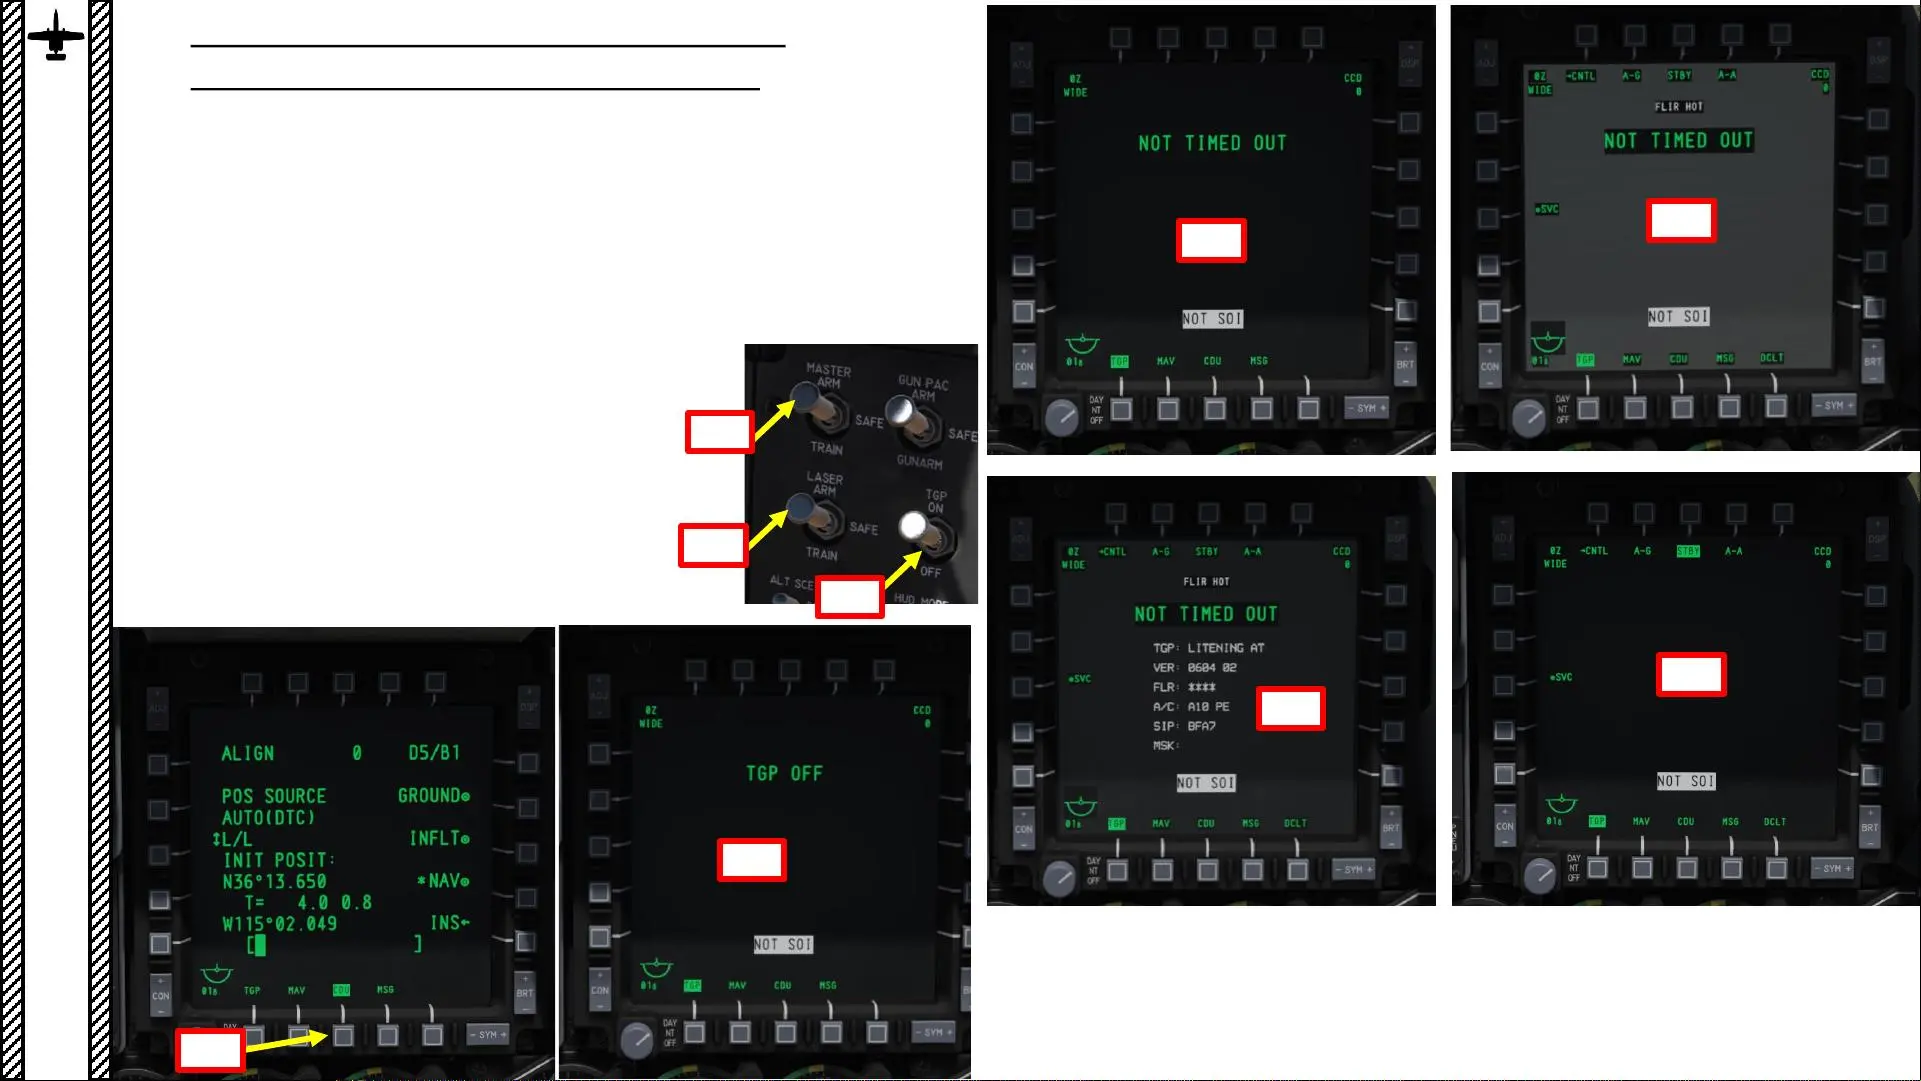 ADJ
DSP
0Z
CCD
WIDE
0
NOT TIMED OUT
NOT SOI
01s
TGP
MAV
CDU
MSG
CON
BRT
DAY
NT
OFF
- SYM +
ADJ
DSP
0Z
→CNTL
A-G
STBY
A-A
CCD
WIDE
0
FLIR HOT
NOT TIMED OUT
SVC
NOT SOI
TGP
MAV
CDU
MSG
DCLT
CON
BRT
DAY
NT
OFF
- SYM +
MASTER
ARM
GUN PAC
ARM
SAFE
SAFE
TRAIN
GUNARM
LASER
ARM
TGP
ON
SAFE
TRAIN
OFF
ALT SCE
HUD MODE
ADJ
DSP
0Z
→CNTL
A-G
STBY
A-A
CCD
WIDE
0
FLIR HOT
NOT TIMED OUT
TGP: LITENING AT
VER: 0604 02
SVC
FLR: ****
A/C: A10 PE
SIP: BFA7
MSK:
NOT SOI
01s
TGP
MAV
CDU
MSG
DCLT
CON
BRT
DAY
NT
OFF
- SYM +
ADJ
DSP
0Z
→CNTL
A-G
STBY
A-A
CCD
WIDE
0
SVC
NOT SOI
01s
TGP
MAV
CDU
MSG
DCLT
CON
BRT
DAY
NT
OFF
- SYM +
ADJ
DSP
ALIGN 0 D5/B1
POS SOURCE GROUND
AUTO(DTC)
↕L/L INFLT
INIT POSIT:
N36°13.650 *NAV
T= 4.0 0.8
W115°02.049 INS←
[ ]
01s
TGP
MAV
CDU
MSG
CON
BRT
DAY
- SYM +
ADJ
0Z
CCD
WIDE
0
TGP OFF
NOT SOI
01s
TGP
MAV
CDU
MSG
CON
DAY
NT
OFF
- SYM +